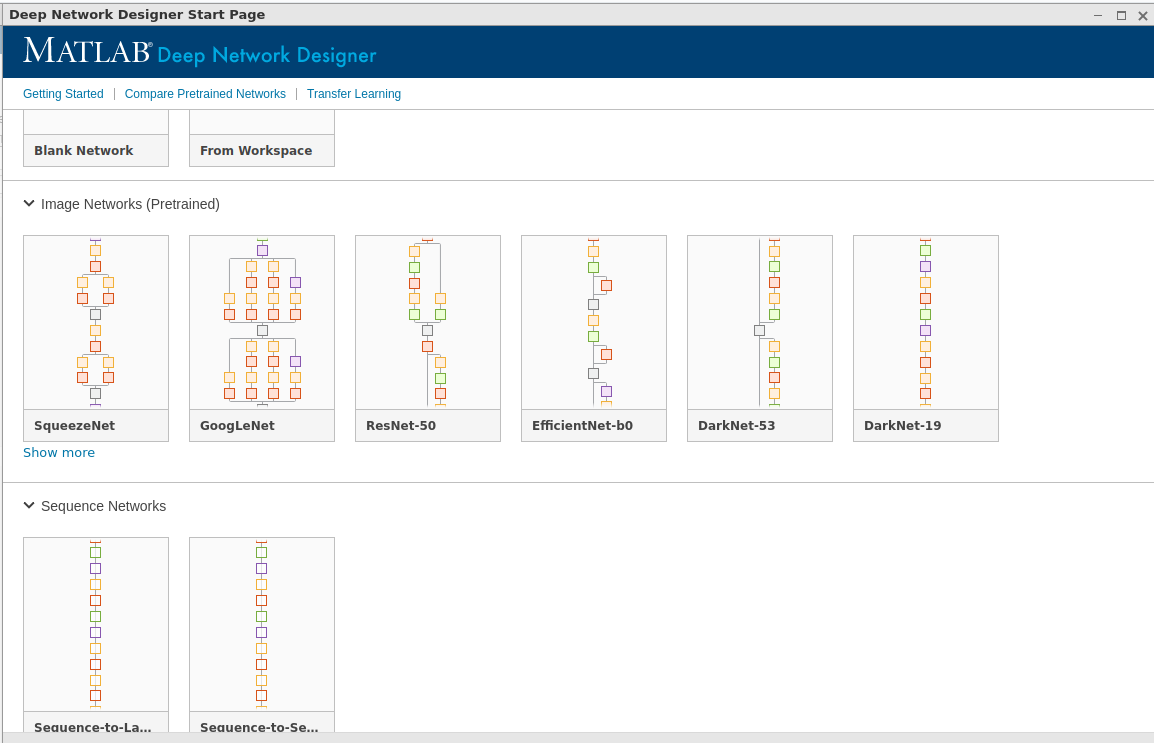 Deep Network Designer Start Page
MATLAB® Deep Network Designer
Getting Started | Compare Pretrained Networks | Transfer Learning
Blank Network From Workspace
Image Networks (Pretrained)
SqueezeNet GoogLeNet ResNet-50 EfficientNet-b0 DarkNet-53 DarkNet-19
Show more
Sequence Networks
Sequence-to-La... Sequence-to-Se...